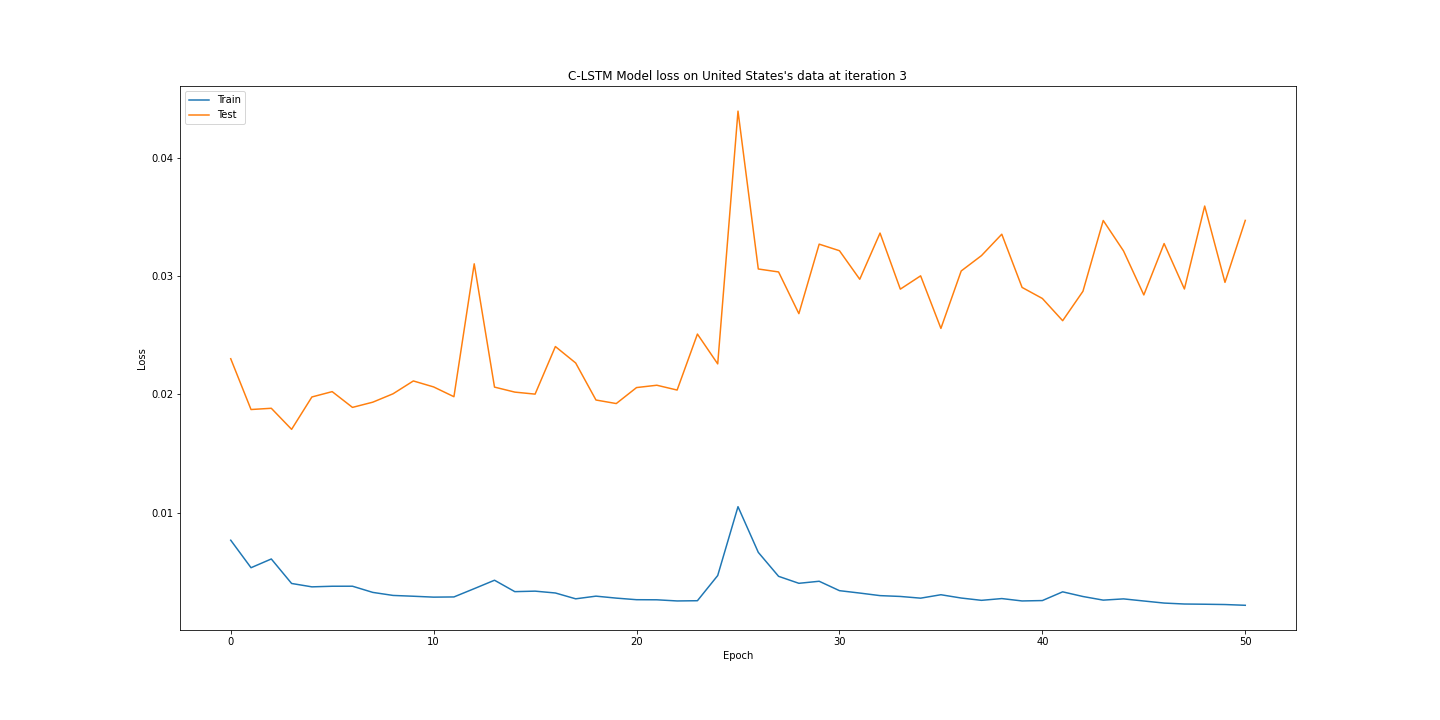 C-LSTM Model loss on United States's data at iteration 3
Train
Test
0.04
0.03
0.02
0.01
Loss
0
10
20
30
40
50
Epoch